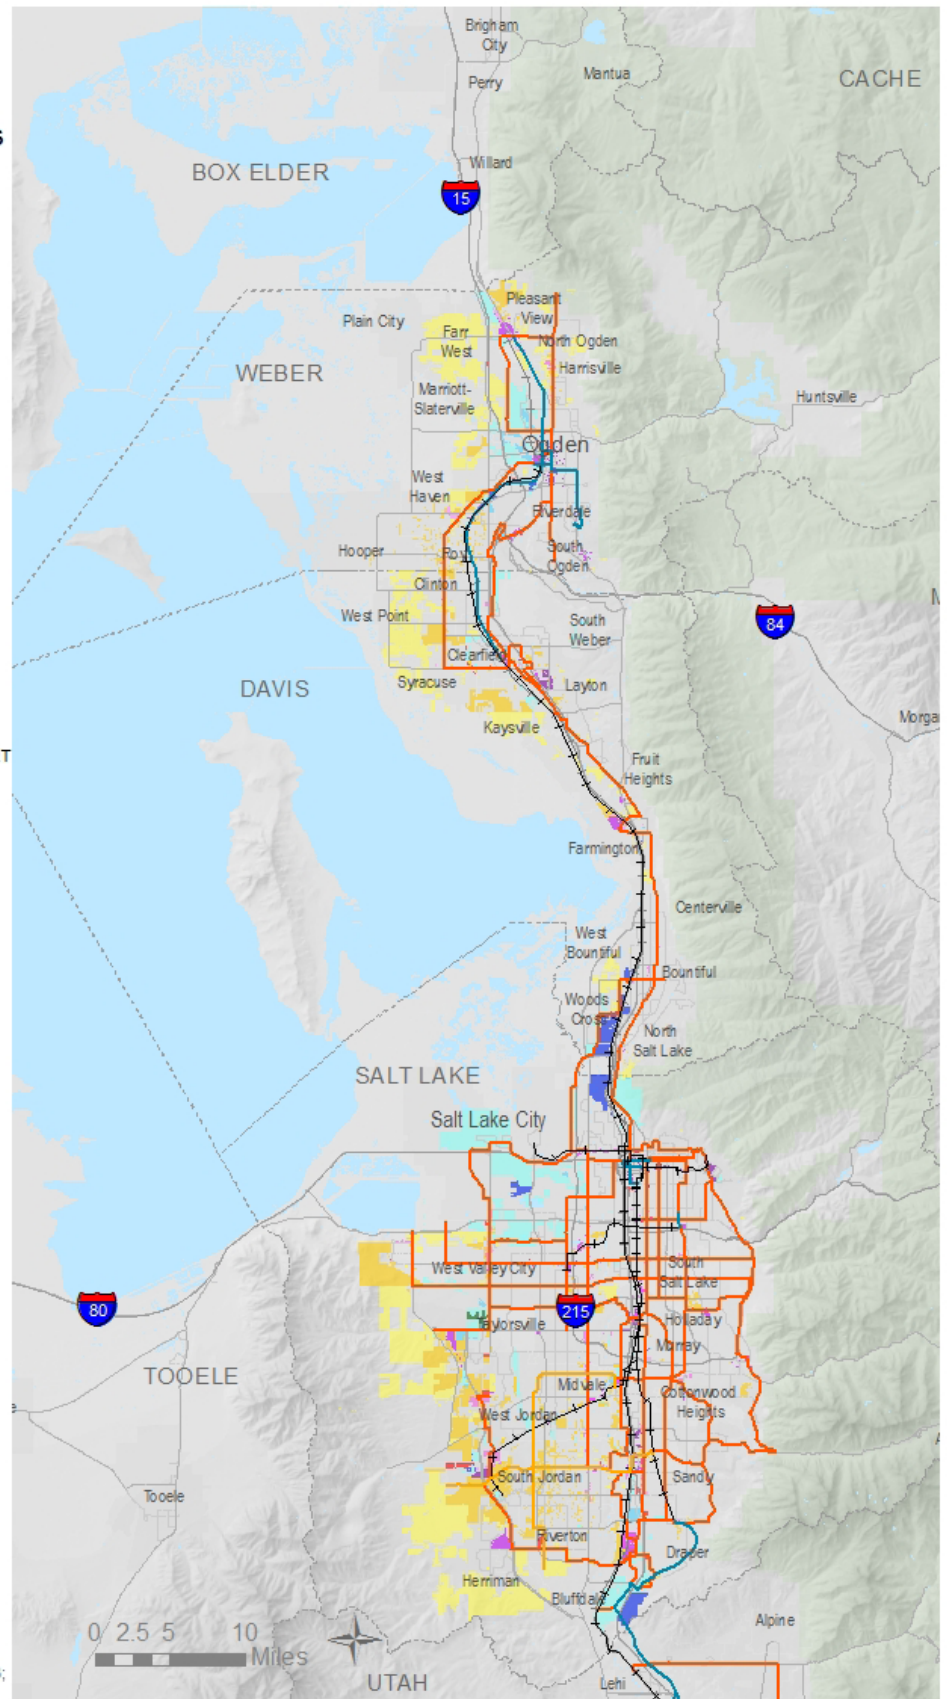 Brigham
City
Perry
Mantua
CACHE
S
Willard
BOX ELDER
15
Pleasant
View
Plain City
Farr
West
North Ogden
Harrisville
WEBER
Marriott-
Slaterville
Huntsville
Ogden
West
Haven
Riverdale
Hooper
Roy
South
Ogden
Clinton
West Point
South
Weber
84
Clearfield
Syracuse
Layton
DAVIS
Kaysville
Morga
T
Fruit
Heights
Farmington
Centerville
West
Bountiful
Bountiful
Woods
Cross
North
Salt Lake
SALT LAKE
Salt Lake City
West Valley City
South
Salt Lake
80
215
Taylorsville
Holladay
Murray
TOOELE
Midvale
Cottonwood
Heights
West Jordan
South Jordan
Sandy
Tooele
Riverton
Draper
Herriman
Bluffdale
Alpine
0 2.5 5 10
Miles
UTAH
Lehi